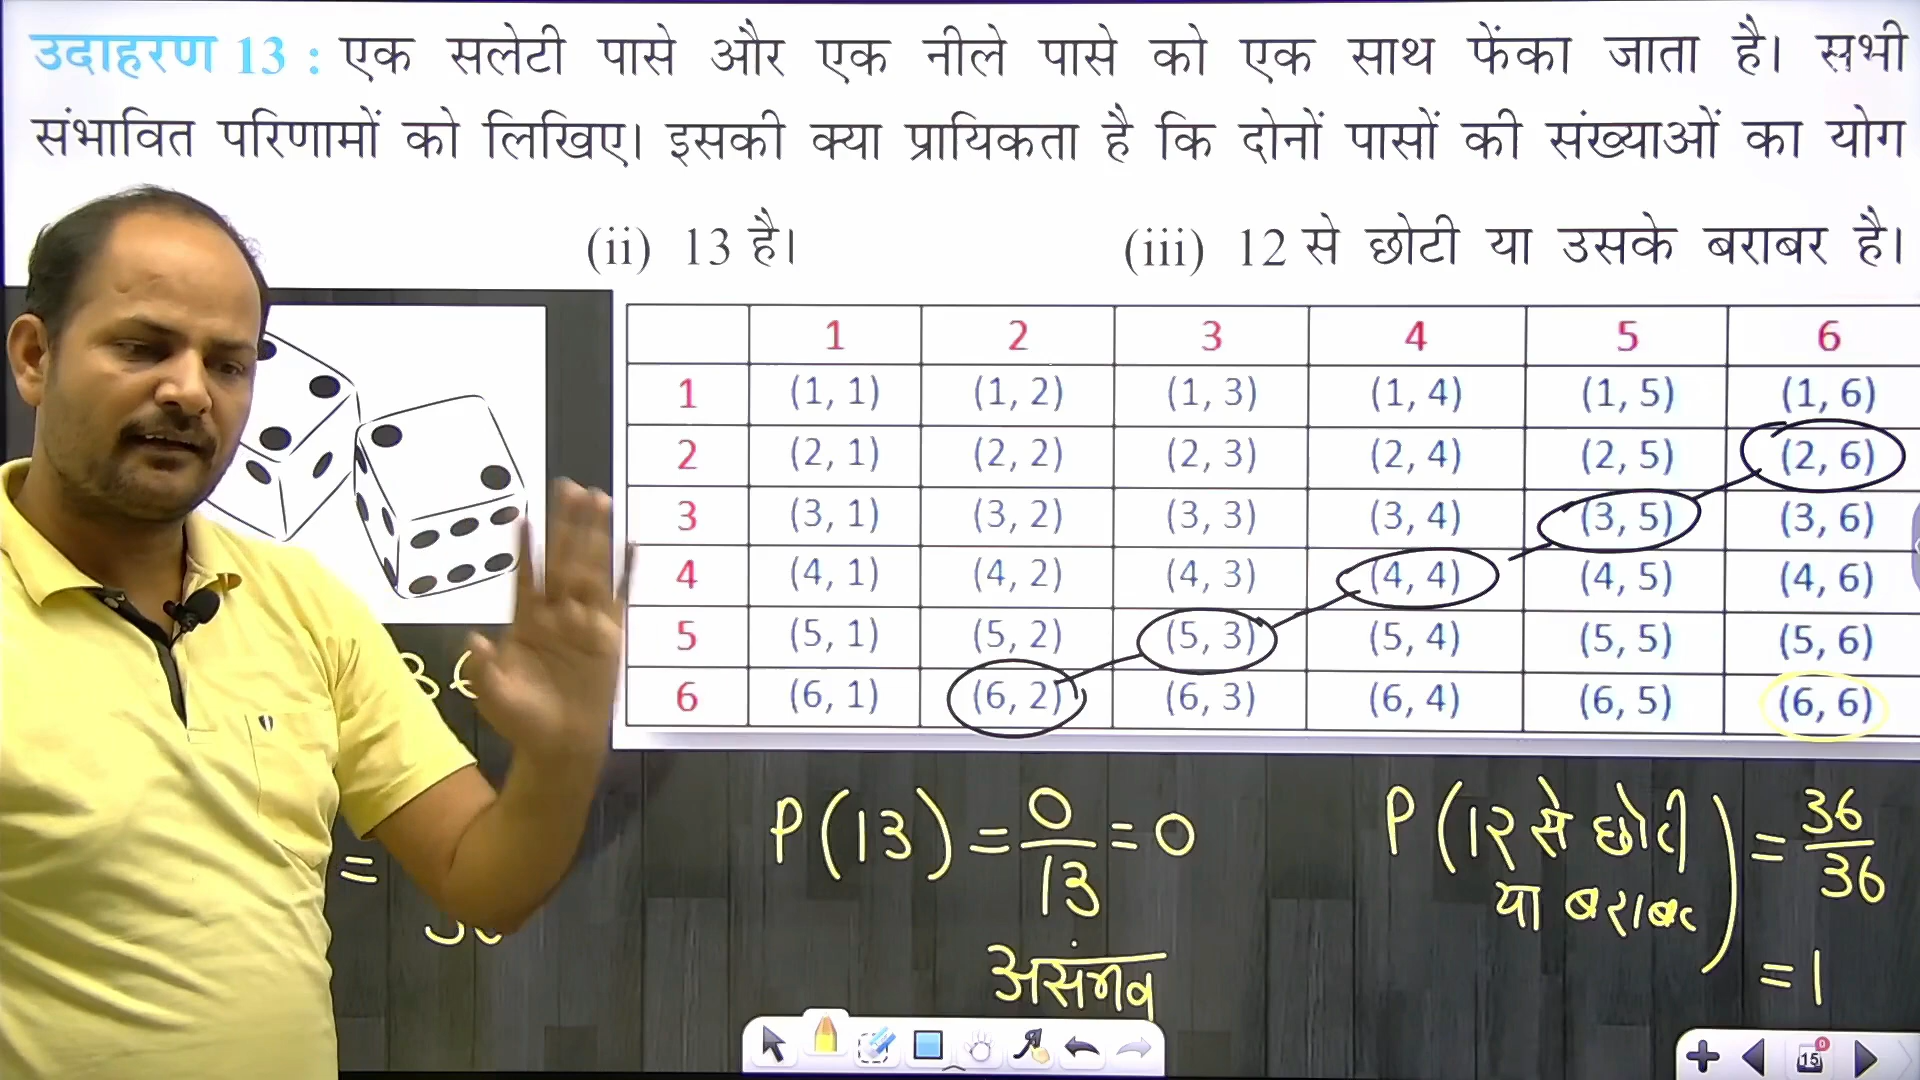 उदाहरण 13 : एक सलेटी पासे और एक नीले पासे को एक साथ फेंका जाता है। सभी
संभावित परिणामों को लिखिए। इसकी क्या प्रायिकता है कि दोनों पासों की संख्याओं का योग
(ii) 13 है। (iii) 12 से छोटी या उसके बराबर है।
1 2 3 4 5 6
1 (1, 1) (1, 2) (1, 3) (1, 4) (1, 5) (1, 6)
2 (2, 1) (2, 2) (2, 3) (2, 4) (2, 5) (2, 6)
3 (3, 1) (3, 2) (3, 3) (3, 4) (3, 5) (3, 6)
4 (4, 1) (4, 2) (4, 3) (4, 4) (4, 5) (4, 6)
5 (5, 1) (5, 2) (5, 3) (5, 4) (5, 5) (5, 6)
6 (6, 1) (6, 2) (6, 3) (6, 4) (6, 5) (6, 6)
=
P(13) = 0/13 = 0
असंभव
P(12 से छोटी
या बराबर) = 36/36
= 1
15